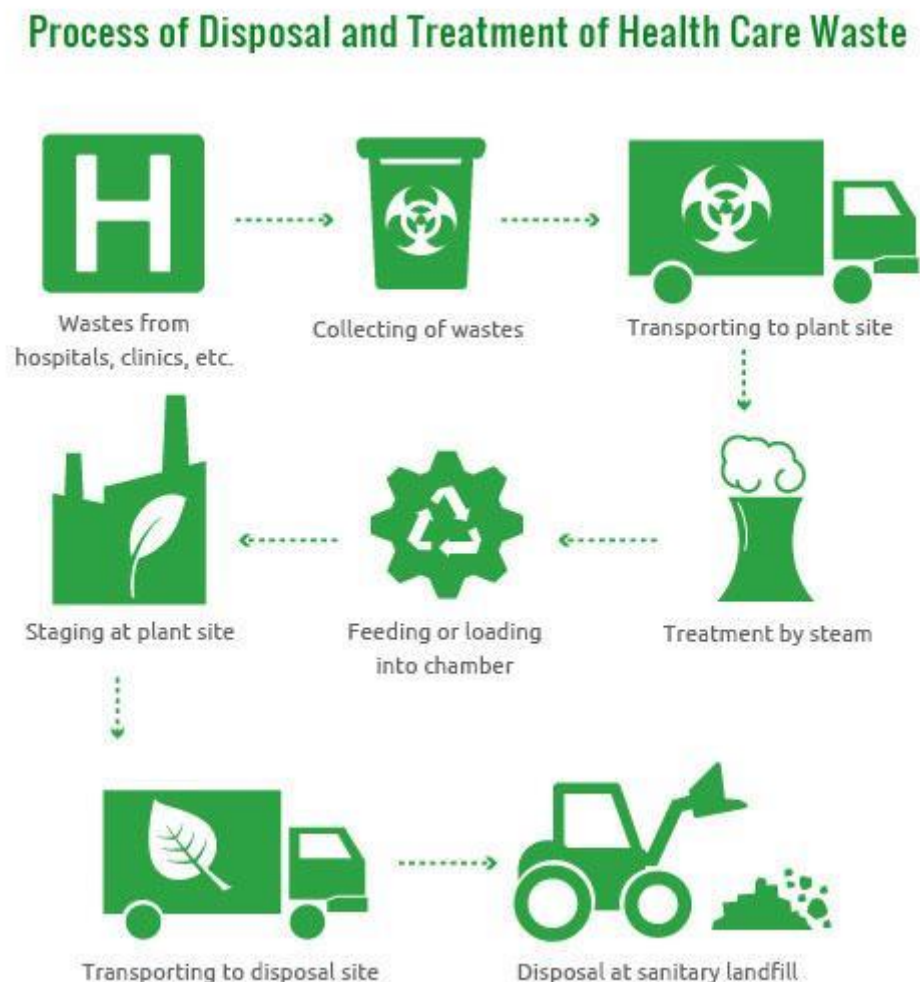 Process of Disposal and Treatment of Health Care Waste
H
Wastes from
hospitals, clinics, etc.
Collecting of wastes
Transporting to plant site
Treatment by steam
Feeding or loading
into chamber
Staging at plant site
Transporting to disposal site
Disposal at sanitary landfill